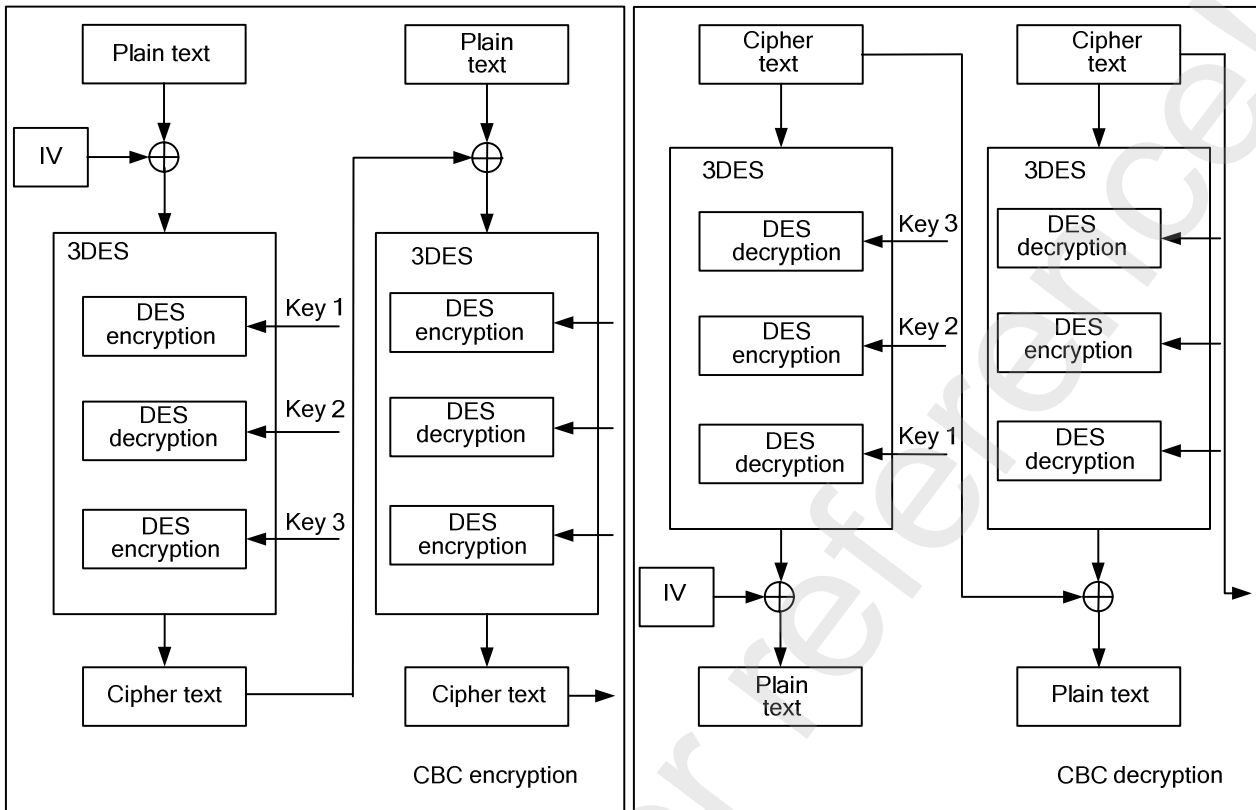 Plain text
IV
3DES
DES
encryption
Key 1
DES
decryption
Key 2
DES
encryption
Key 3
Cipher text
Plain
text
3DES
DES
encryption
DES
decryption
DES
encryption
Cipher text
CBC encryption
Cipher
text
3DES
DES
decryption
Key 3
DES
encryption
Key 2
DES
decryption
Key 1
IV
Plain
text
Cipher
text
3DES
DES
decryption
DES
encryption
DES
decryption
Plain text
CBC decryption
r reference